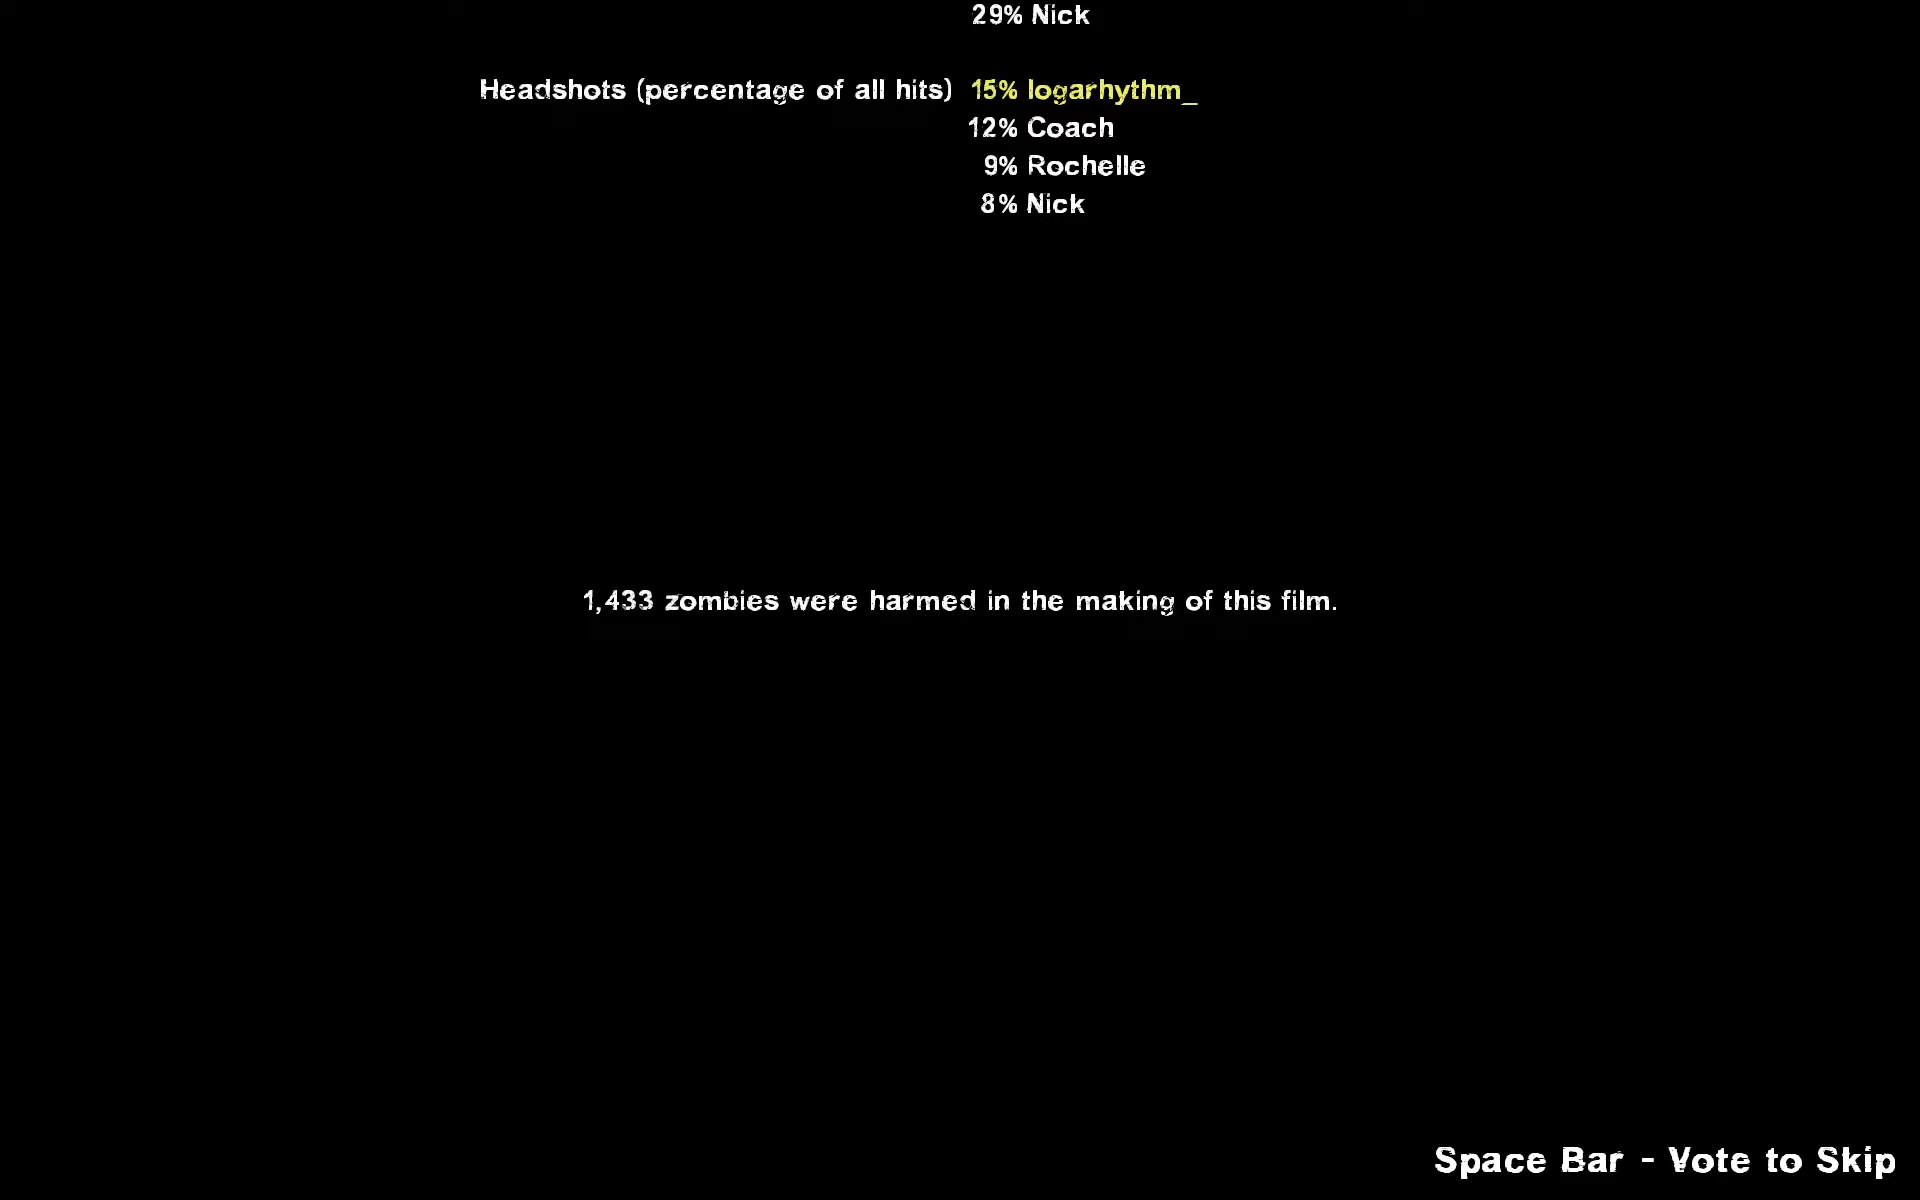 29% Nick
Headshots (percentage of all hits) 15% logarhythm_
12% Coach
9% Rochelle
8% Nick
1,433 zombies were harmed in the making of this film.
Space Bar - Vote to Skip